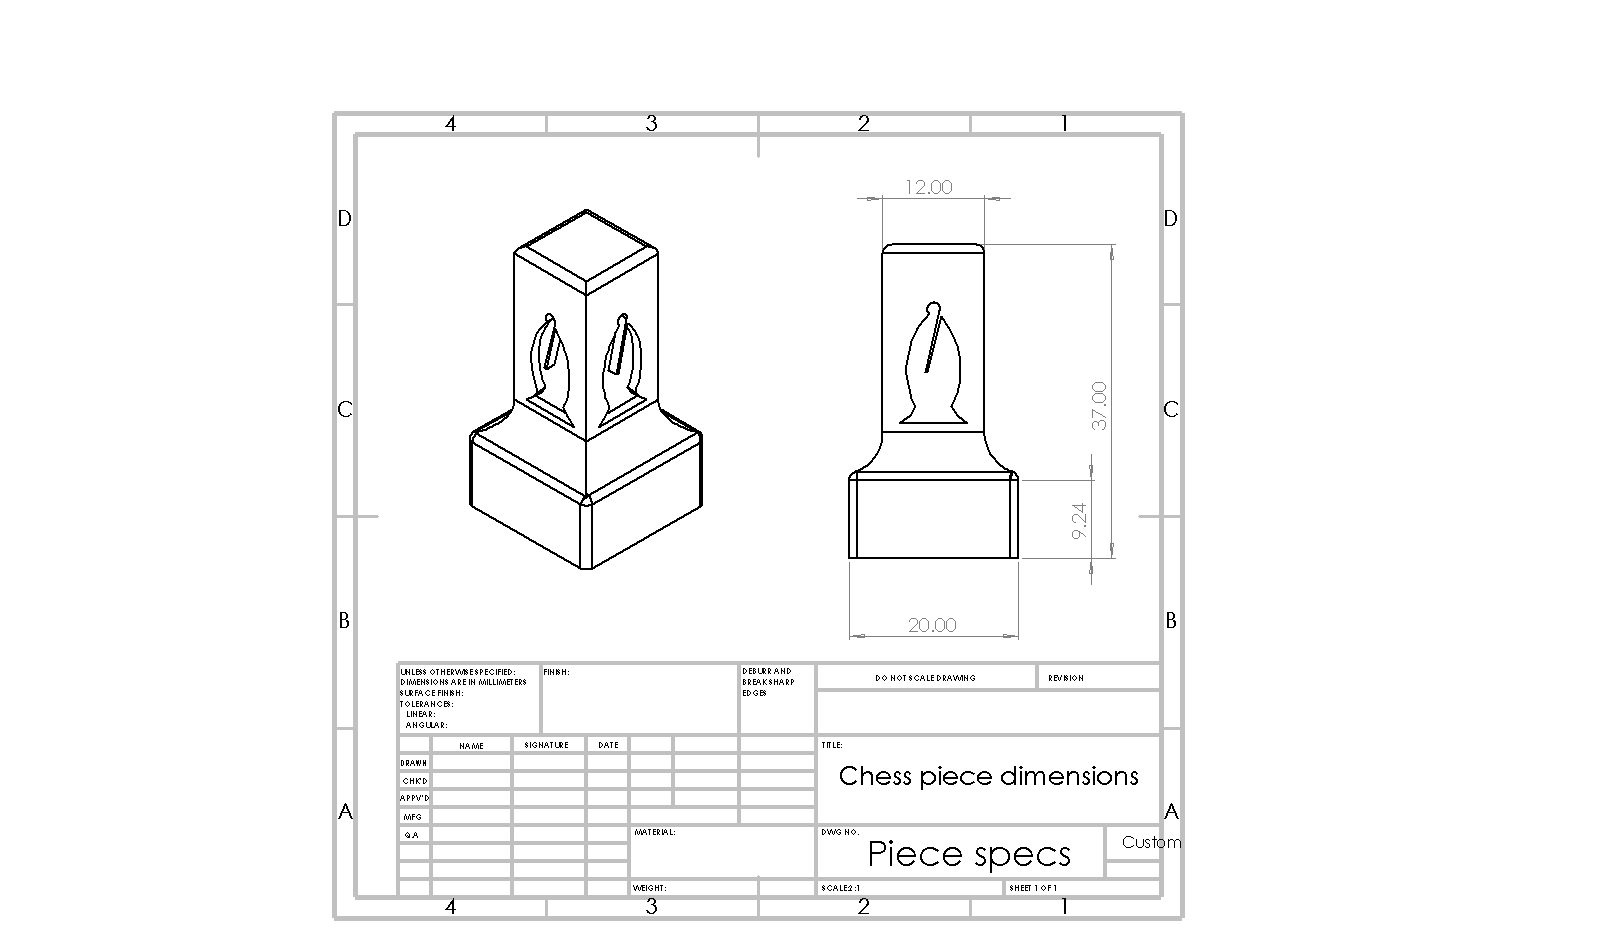 4 3 2 1
12.00
D D
37.00
C C
9.24
20.00
B B
UNLESS OTHERWISE SPECIFIED:
DIMENSIONS ARE IN MILLIMETERS
SURFACE FINISH:
TOLERANCES:
LINEAR:
ANGULAR:
FINISH:
DEBURR AND
BREAK SHARP
EDGES
DO NOT SCALE DRAWING
REVISION
NAME SIGNATURE DATE
DRAWN
CHK'D
APPV'D
MFG
Q.A
TITLE:
Chess piece dimensions
A A
MATERIAL:
DWG NO.
Piece specs
Custom
WEIGHT:
SCALE:2:1
SHEET 1 OF 1
4 3 2 1